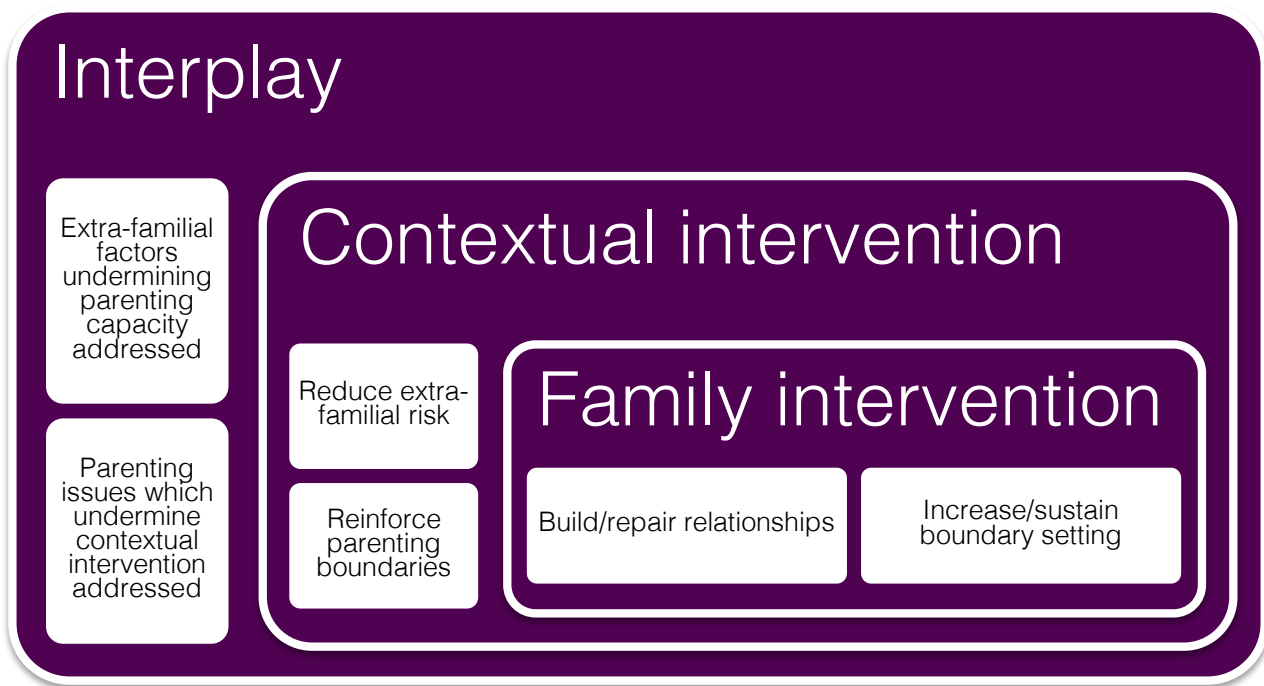 Interplay
Extra-familial
factors
undermining
parenting
capacity
addressed
Parenting
issues which
undermine
contextual
intervention
addressed
Contextual intervention
Reduce extra-
familial risk
Reinforce
parenting
boundaries
Family intervention
Build/repair relationships
Increase/sustain
boundary setting